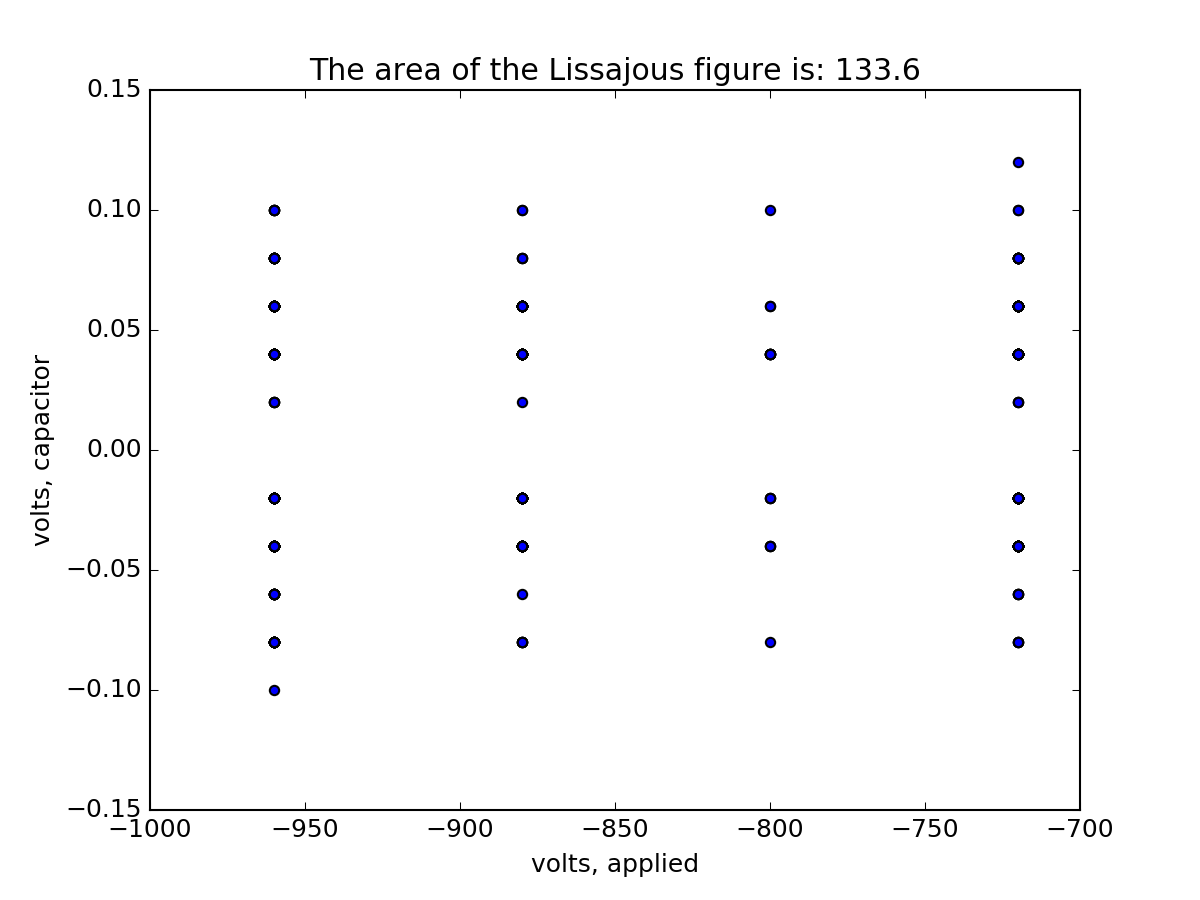 The area of the Lissajous figure is: 133.6
0.15
0.10
0.05
0.00
−0.05
−0.10
−0.15
volts, capacitor
−1000 −950 −900 −850 −800 −750 −700
volts, applied